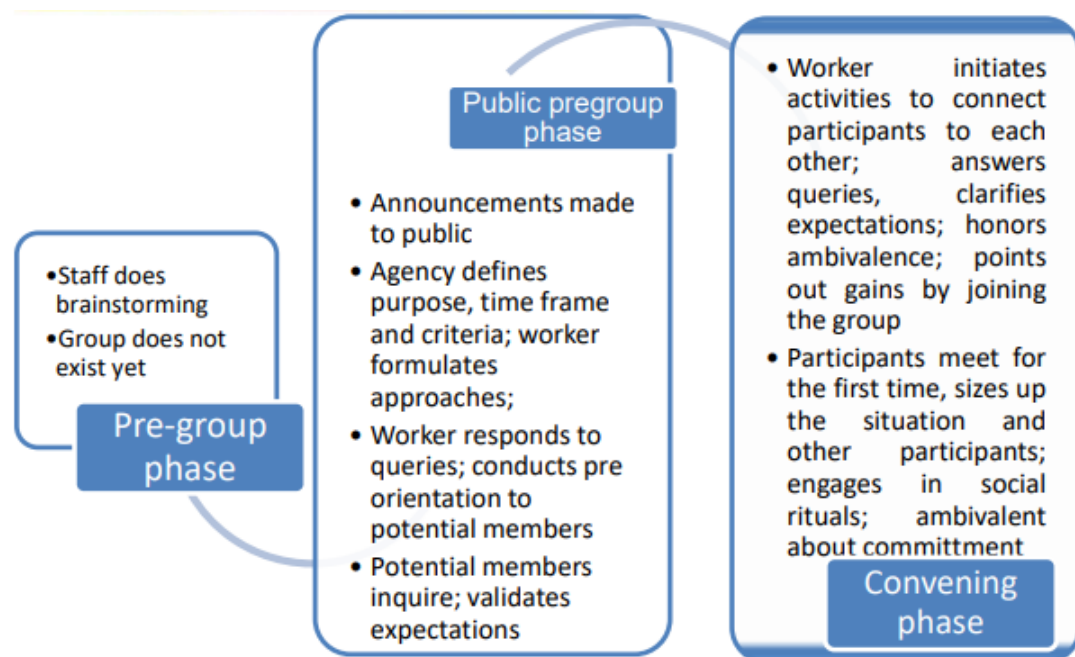 •Staff does
brainstorming
•Group does not
exist yet
Pre-group
phase
Public pregroup
phase
• Announcements made
to public
• Agency defines
purpose, time frame
and criteria; worker
formulates
approaches;
• Worker responds to
queries; conducts pre
orientation to
potential members
• Potential members
inquire; validates
expectations
• Worker initiates
activities to connect
participants to each
other; answers
queries, clarifies
expectations; honors
ambivalence; points
out gains by joining
the group
• Participants meet for
the first time, sizes up
the situation and
other participants;
engages in social
rituals; ambivalent
about committment
Convening
phase